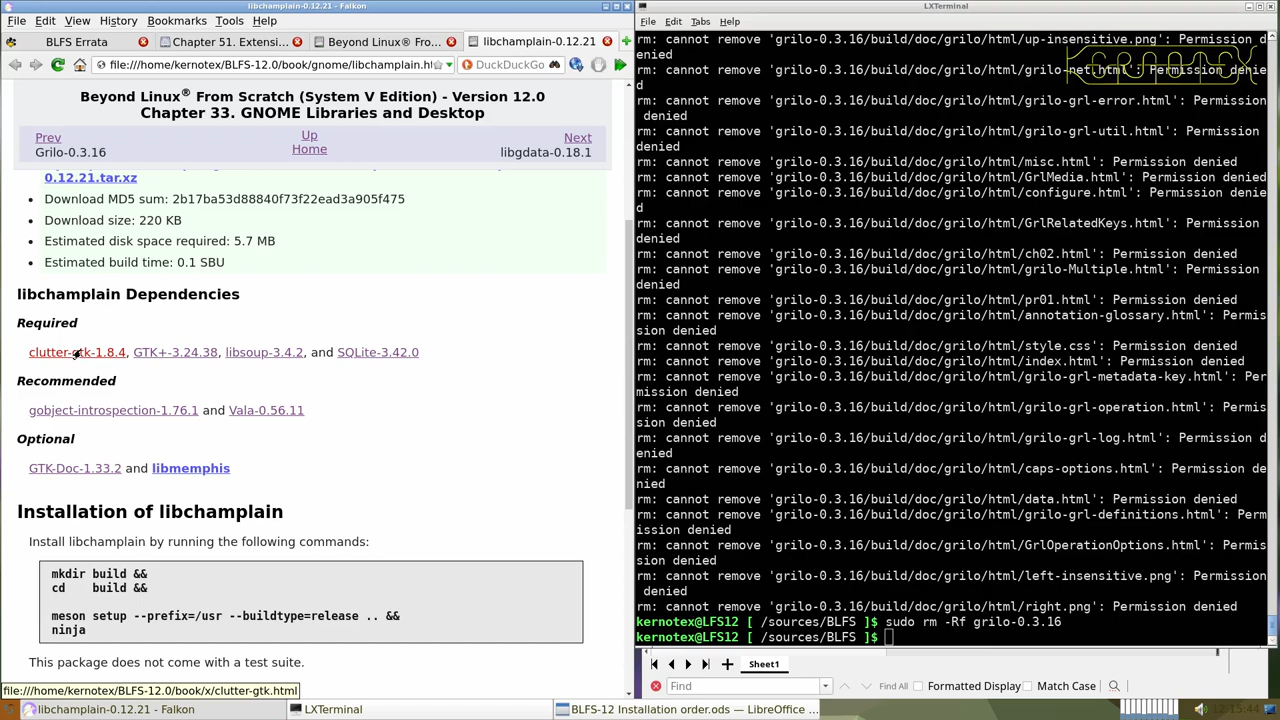 libchamplain-0.12.21 - Falkon
File Edit View History Bookmarks Tools Help
BLFS Errata
Chapter 51. Extensi...
Beyond Linux® Fro...
libchamplain-0.12.21
file:///home/kernotex/BLFS-12.0/book/gnome/libchamplain.ht
DuckDuckGo
Beyond Linux® From Scratch (System V Edition) - Version 12.0
Chapter 33. GNOME Libraries and Desktop
Prev
Up
Next
Grilo-0.3.16
Home
libgdata-0.18.1
0.12.21.tar.xz
• Download MD5 sum: 2b17ba53d88840f73f22ead3a905f475
• Download size: 220 KB
• Estimated disk space required: 5.7 MB
• Estimated build time: 0.1 SBU
libchamplain Dependencies
Required
clutter-gtk-1.8.4, GTK+-3.24.38, libsoup-3.4.2, and SQLite-3.42.0
Recommended
gobject-introspection-1.76.1 and Vala-0.56.11
Optional
GTK-Doc-1.33.2 and libmemphis
Installation of libchamplain
Install libchamplain by running the following commands:
mkdir build &&
cd    build &&
meson setup --prefix=/usr --buildtype=release .. &&
ninja
This package does not come with a test suite.
file:///home/kernotex/BLFS-12.0/book/x/clutter-gtk.html
LXTerminal
File Edit Tabs Help
rm: cannot remove 'grilo-0.3.16/build/doc/grilo/html/up-insensitive.png': Permission d
enied
rm: cannot remove 'grilo-0.3.16/build/doc/grilo/html/grilo-net.html': Permission denie
d
rm: cannot remove 'grilo-0.3.16/build/doc/grilo/html/grilo-grl-error.html': Permission
 denied
rm: cannot remove 'grilo-0.3.16/build/doc/grilo/html/grilo-grl-util.html': Permission
denied
rm: cannot remove 'grilo-0.3.16/build/doc/grilo/html/misc.html': Permission denied
rm: cannot remove 'grilo-0.3.16/build/doc/grilo/html/GrlMedia.html': Permission denied
rm: cannot remove 'grilo-0.3.16/build/doc/grilo/html/configure.html': Permission denie
d
rm: cannot remove 'grilo-0.3.16/build/doc/grilo/html/GrlRelatedKeys.html': Permission
denied
rm: cannot remove 'grilo-0.3.16/build/doc/grilo/html/ch02.html': Permission denied
rm: cannot remove 'grilo-0.3.16/build/doc/grilo/html/grilo-Multiple.html': Permission
denied
rm: cannot remove 'grilo-0.3.16/build/doc/grilo/html/pr01.html': Permission denied
rm: cannot remove 'grilo-0.3.16/build/doc/grilo/html/annotation-glossary.html': Permis
sion denied
rm: cannot remove 'grilo-0.3.16/build/doc/grilo/html/style.css': Permission denied
rm: cannot remove 'grilo-0.3.16/build/doc/grilo/html/index.html': Permission denied
rm: cannot remove 'grilo-0.3.16/build/doc/grilo/html/grilo-grl-metadata-key.html': Per
mission denied
rm: cannot remove 'grilo-0.3.16/build/doc/grilo/html/grilo-grl-operation.html': Permis
sion denied
rm: cannot remove 'grilo-0.3.16/build/doc/grilo/html/grilo-grl-log.html': Permission d
enied
rm: cannot remove 'grilo-0.3.16/build/doc/grilo/html/caps-options.html': Permission de
nied
rm: cannot remove 'grilo-0.3.16/build/doc/grilo/html/data.html': Permission denied
rm: cannot remove 'grilo-0.3.16/build/doc/grilo/html/grilo-grl-definitions.html': Perm
ission denied
rm: cannot remove 'grilo-0.3.16/build/doc/grilo/html/GrlOperationOptions.html': Permis
sion denied
rm: cannot remove 'grilo-0.3.16/build/doc/grilo/html/left-insensitive.png': Permission
 denied
rm: cannot remove 'grilo-0.3.16/build/doc/grilo/html/right.png': Permission denied
kernotex@LFS12 [ /sources/BLFS ]$ sudo rm -Rf grilo-0.3.16
kernotex@LFS12 [ /sources/BLFS ]$
Sheet1
Find
Find All
Formatted Display
Match Case
libchamplain-0.12.21 - Falkon
LXTerminal
BLFS-12 Installation order.ods — LibreOffice ...
12:15:44